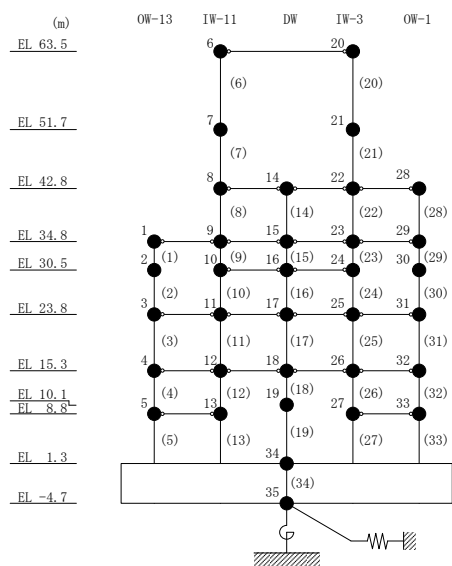 (m) OW-13 IW-11 DW IW-3 OW-1
EL 63.5 6 20
(6) (20)
EL 51.7 7 21
(7) (21)
EL 42.8 8 14 22 28
(8) (14) (22) (28)
EL 34.8 1 9 15 23 29
(1) (9) (15) (23) (29)
EL 30.5 2 10 16 24 30
(2) (10) (16) (24) (30)
EL 23.8 3 11 17 25 31
(3) (11) (17) (25) (31)
EL 15.3 4 12 18 26 32
(4) (12) (18) (26) (32)
EL 10.1 19
EL 8.8 5 13 27 33
(5) (13) (19) (27) (33)
EL 1.3 34
(34)
EL -4.7 35